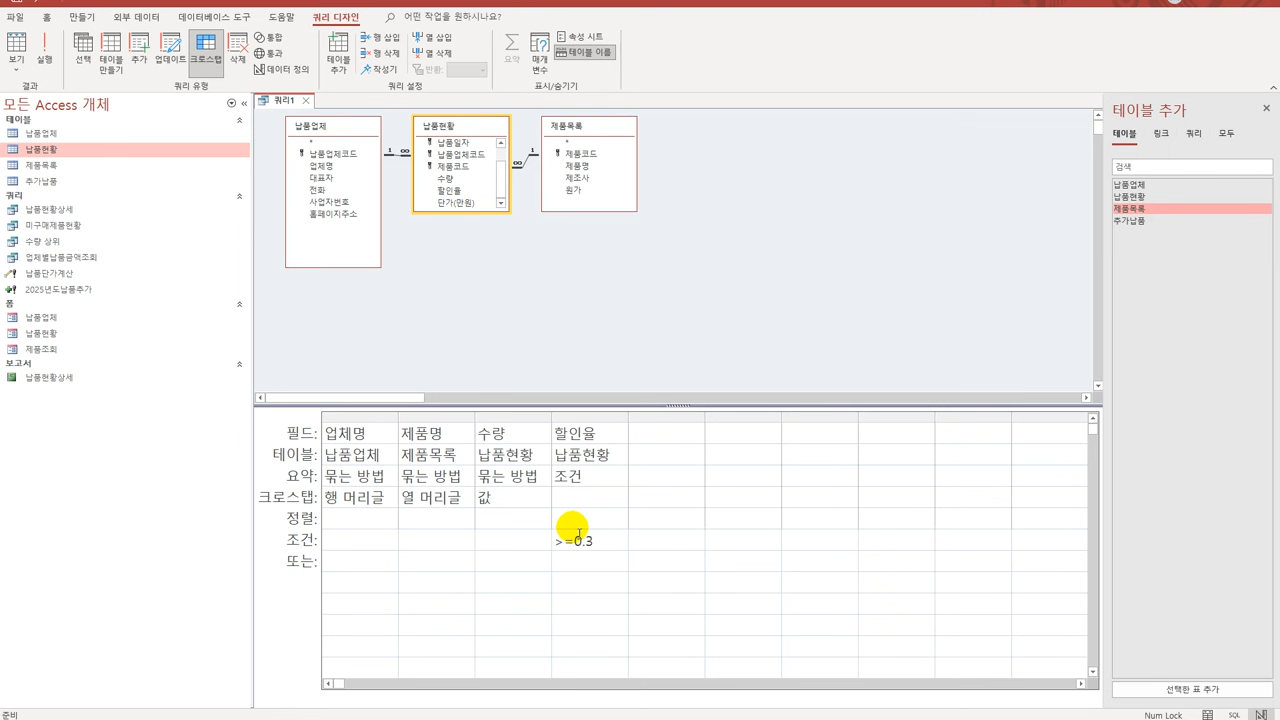 파일 홈 만들기 외부 데이터 데이터베이스 도구 도움말 쿼리 디자인 어떤 작업을 원하시나요?
보기 실행 선택 테이블 만들기 추가 업데이트 크로스탭 삭제 통합 통과 데이터 정의 테이블 추가 행 삽입 행 삭제 작성기 열 삽입 열 삭제 반환: 요약 매개 변수 속성 시트 테이블 이름
결과 쿼리 유형 쿼리 설정 표시/숨기기
모든 Access 개체
테이블
납품업체
납품현황
제품목록
추가납품
쿼리
납품현황상세
미구매제품현황
수량 상위
업체별납품금액조회
납품단가계산
2025년도납품추가
폼
납품업체
납품현황
제품조회
보고서
납품현황상세
쿼리1
납품업체
*
납품업체코드
업체명
대표자
전화
사업자번호
홈페이지주소
1 ∞
납품현황
납품일자
납품업체코드
제품코드
수량
할인율
단가(만원)
∞ 1
제품목록
*
제품코드
제품명
제조사
원가
필드: 업체명 제품명 수량 할인율
테이블: 납품업체 제품목록 납품현황 납품현황
요약: 묶는 방법 묶는 방법 묶는 방법 조건
크로스탭: 행 머리글 열 머리글 값
정렬:
조건: >=0.3
또는:
테이블 추가
테이블 링크 쿼리 모두
검색
납품업체
납품현황
제품목록
추가납품
선택한 표 추가
준비 Num Lock SQL